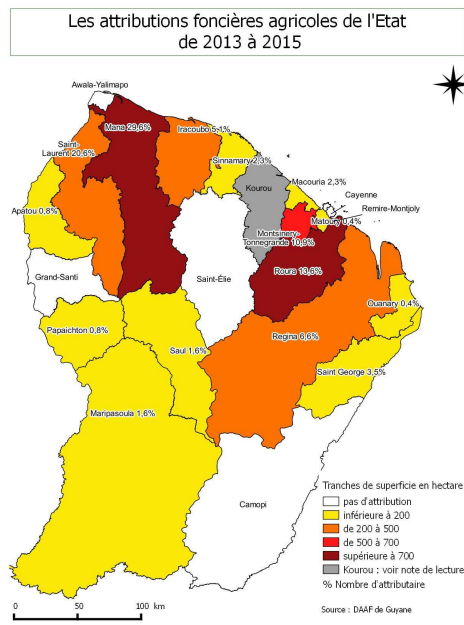 Les attributions foncières agricoles de l'Etat
de 2013 à 2015
Awala-Yalimapo
Mana 29,6%
Iracoubo 5,1%
Saint-
Laurent 20,6%
Sinnamary 2,3%
Kourou
Macouria 2,3%
Cayenne
Remire-Montjoly
Matoury 0,4%
Apatou 0,8%
Montsinery-
Tonnegrande 10,9%
Grand-Santi
Saint-Élie
Roura 13,6%
Ouanary 0,4%
Papaichton 0,8%
Regina 6,6%
Saul 1,6%
Saint George 3,5%
Maripasoula 1,6%
Camopi
Tranches de superficie en hectare
pas d'attribution
inférieure à 200
de 200 à 500
de 500 à 700
supérieure à 700
Kourou : voir note de lecture
% Nombre d'attributaire
0 50 100 km
Source : DAAF de Guyane